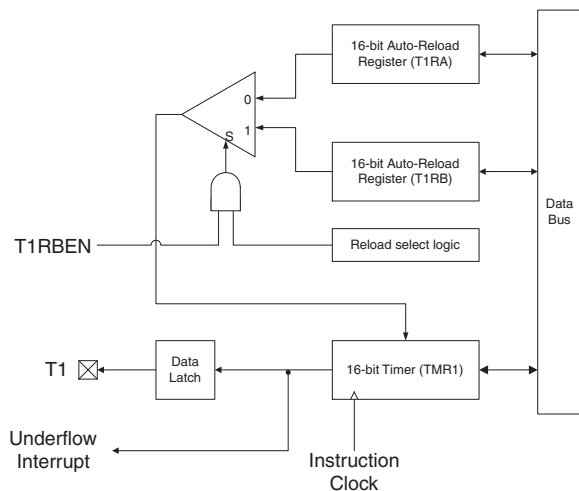 16-bit Auto-Reload
Register (T1RA)
0
1
S
16-bit Auto-Reload
Register (T1RB)
Data
Bus
T1RBEN
Reload select logic
T1
Data
Latch
16-bit Timer (TMR1)
Underflow
Interrupt
Instruction
Clock